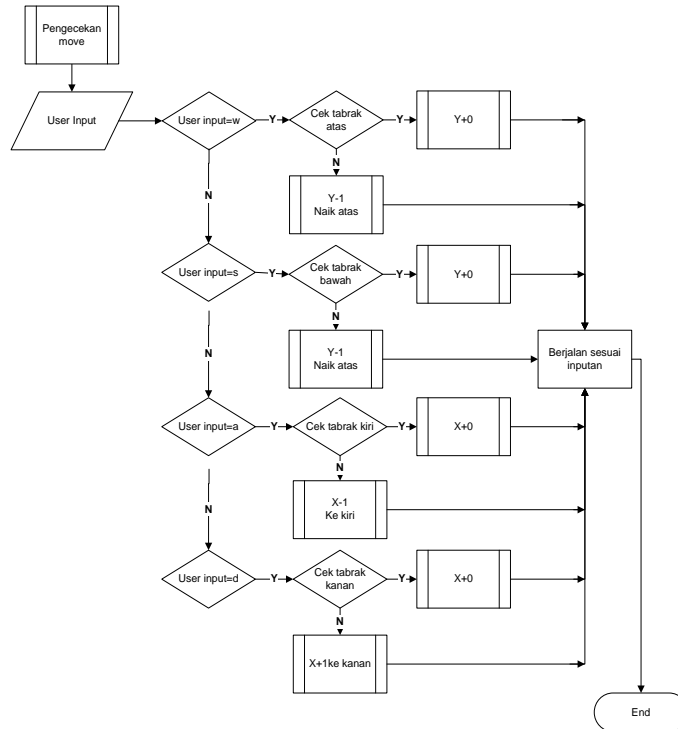 Pengecekan
move
User Input
User input=w
Y
Cek tabrak
atas
Y
Y+0
N
Y-1
Naik atas
N
User input=s
Y
Cek tabrak
bawah
Y
Y+0
N
Y-1
Naik atas
Berjalan sesuai
inputan
N
User input=a
Y
Cek tabrak kiri
Y
X+0
N
X-1
Ke kiri
N
User input=d
Y
Cek tabrak
kanan
Y
X+0
N
X+1ke kanan
End